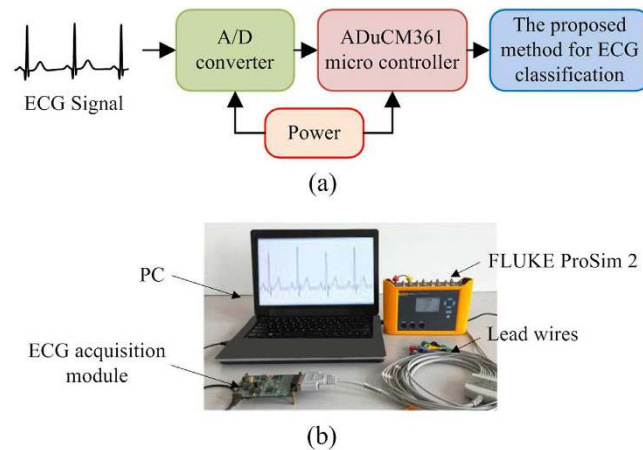 A/D
converter
ADuCM361
micro controller
The proposed
method for ECG
classification
ECG Signal
Power
(a)
PC
FLUKE ProSim 2
Lead wires
ECG acquisition
module
(b)